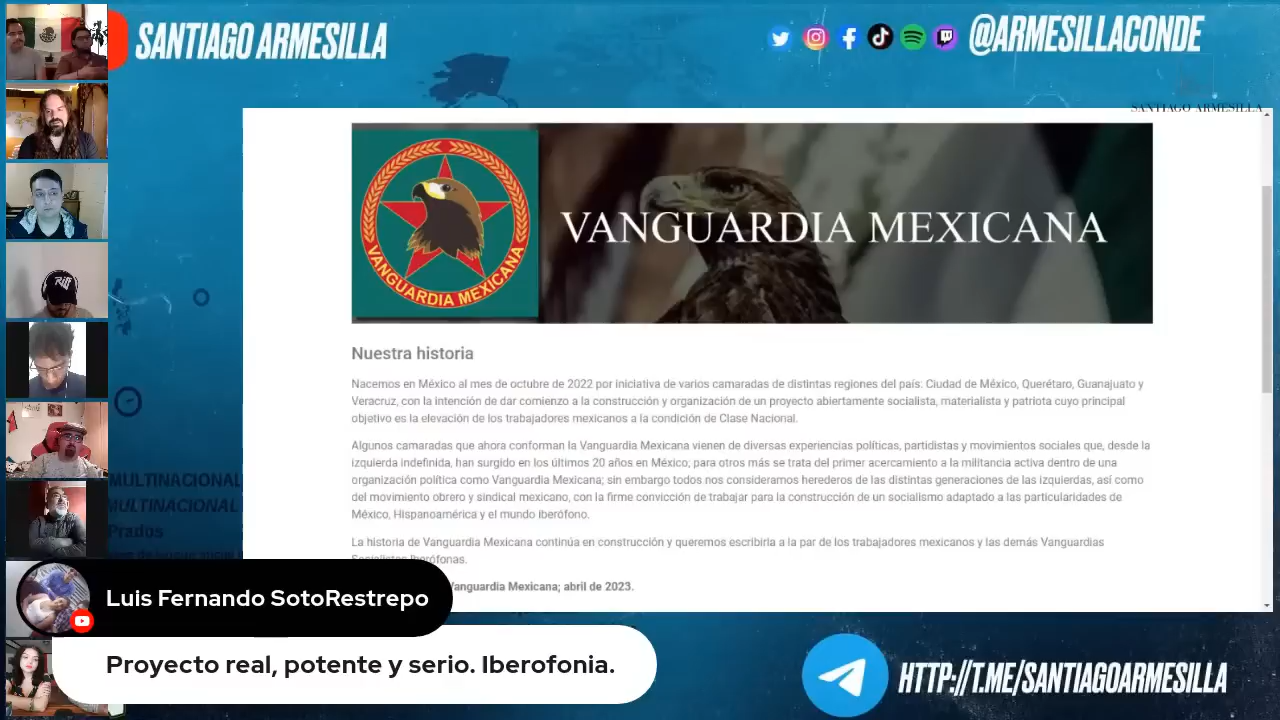 SANTIAGO ARMESILLA
@ARMESILLACONDE
SANTIAGO ARMESILLA
VANGUARDIA MEXICANA
VANGUARDIA MEXICANA
Nuestra historia
Nacemos en México al mes de octubre de 2022 por iniciativa de varios camaradas de distintas regiones del país: Ciudad de México, Querétaro, Guanajuato y
Veracruz, con la intención de dar comienzo a la construcción y organización de un proyecto abiertamente socialista, materialista y patriota cuyo principal
objetivo es la elevación de los trabajadores mexicanos a la condición de Clase Nacional.
Algunos camaradas que ahora conforman la Vanguardia Mexicana vienen de diversas experiencias políticas, partidistas y movimientos sociales que, desde la
izquierda indefinida, han surgido en los últimos 20 años en México; para otros más se trata del primer acercamiento a la militancia activa dentro de una
organización política como Vanguardia Mexicana; sin embargo todos nos consideramos herederos de las distintas generaciones de las izquierdas, así como
del movimiento obrero y sindical mexicano, con la firme convicción de trabajar para la construcción de un socialismo adaptado a las particularidades de
México, Hispanoamérica y el mundo iberófono.
La historia de Vanguardia Mexicana continúa en construcción y queremos escribirla a la par de los trabajadores mexicanos y las demás Vanguardias
Socialistas Iberófonas.
Vanguardia Mexicana; abril de 2023.
MULTINACIONAL
MULTINACIONAL
Prados
Luis Fernando SotoRestrepo
Proyecto real, potente y serio. Iberofonia.
HTTP://T.ME/SANTIAGOARMESILLA